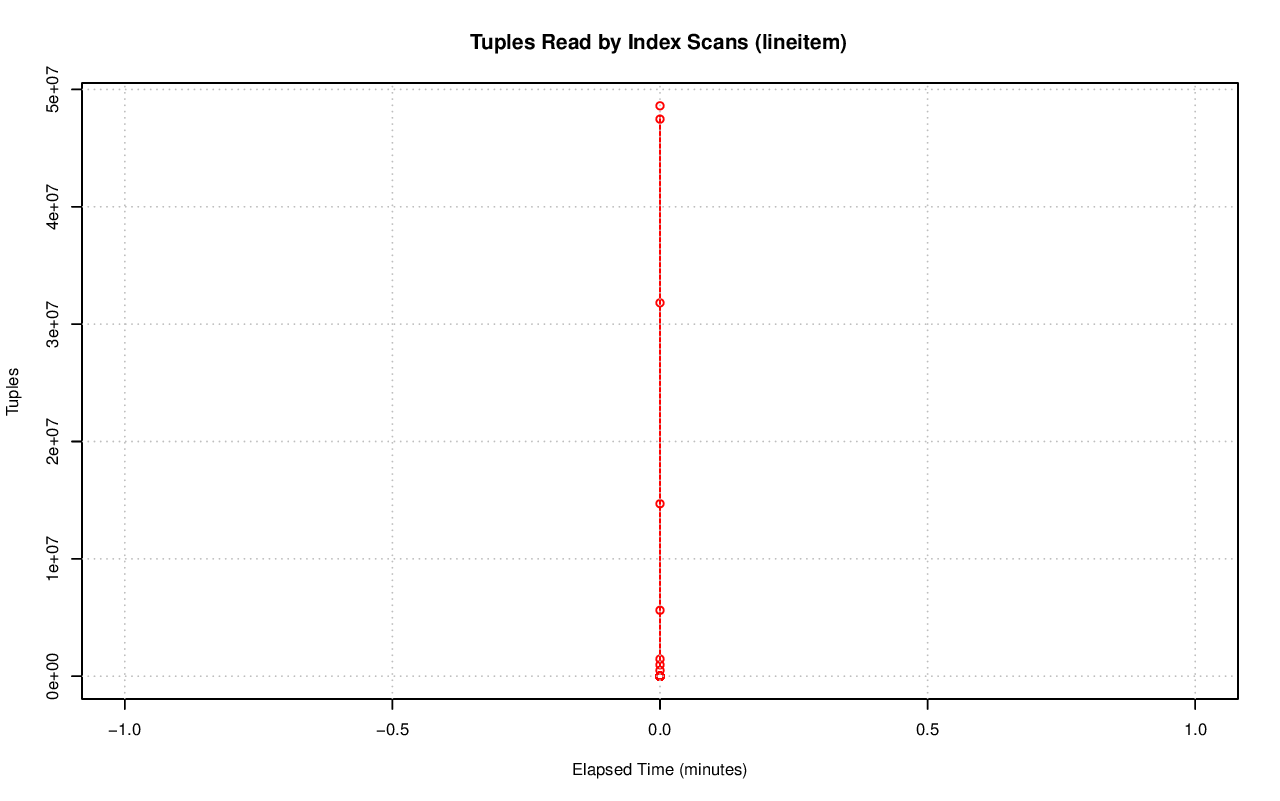 Tuples Read by Index Scans (lineitem)
5e+07
4e+07
3e+07
2e+07
1e+07
0e+00
Tuples
−1.0
−0.5
0.0
0.5
1.0
Elapsed Time (minutes)